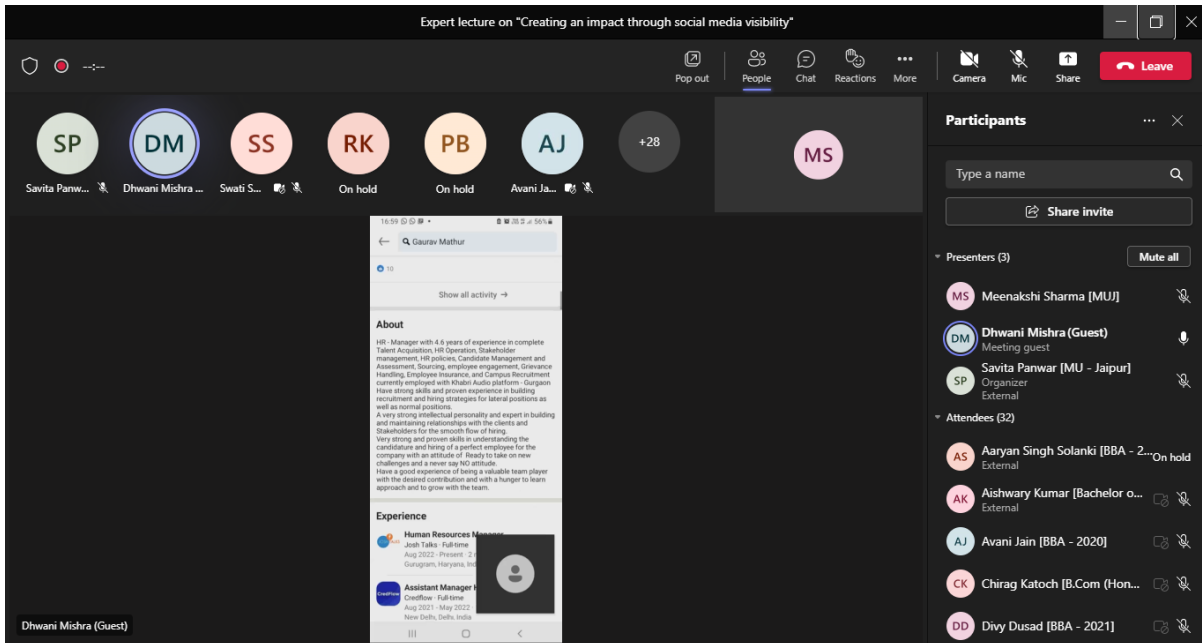 Expert lecture on "Creating an impact through social media visibility"
--:--
Pop out
People
Chat
Reactions
More
Camera
Mic
Share
Leave
SP
DM
SS
RK
PB
AJ
+28
MS
Savita Panw...
Dhwani Mishra ...
Swati S...
On hold
On hold
Avani Ja...
16:59
56%
Gaurav Mathur
10
Show all activity →
About
HR - Manager with 4.6 years of experience in complete
Talent Acquisition, HR Operation, Stakeholder
management, HR policies, Candidate Management and
Assessment, Sourcing, employee engagement, Grievance
Handling, Employee Insurance, and Campus Recruitment
currently employed with Khabri Audio platform - Gurgaon
Have strong skills and proven experience in building
recruitment and hiring strategies for lateral positions as
well as normal positions.
A very strong intellectual personality and expert in building
and maintaining relationships with the clients and
Stakeholders for the smooth flow of hiring.
Very strong and proven skills in understanding the
candidature and hiring of a perfect employee for the
company with an attitude of Ready to take on new
challenges and a never say NO attitude.
Have a good experience of being a valuable team player
with the desired contribution and with a hunger to learn
approach and to grow with the team.
Experience
Human Resources Manager
Josh Talks · Full-time
Aug 2022 - Present · 2
Gurugram, Haryana, Ind
Assistant Manager
Credflow · Full-time
Aug 2021 - May 2022
New Delhi, Delhi, India
Credflow
Dhwani Mishra (Guest)
Participants
Type a name
Share invite
Presenters (3)
Mute all
MS
Meenakshi Sharma [MUJ]
DM
Dhwani Mishra (Guest)
Meeting guest
SP
Savita Panwar [MU - Jaipur]
Organizer
External
Attendees (32)
AS
Aaryan Singh Solanki [BBA - 2... On hold
External
AK
Aishwary Kumar [Bachelor o...
External
AJ
Avani Jain [BBA - 2020]
CK
Chirag Katoch [B.Com (Hon...
DD
Divy Dusad [BBA - 2021]